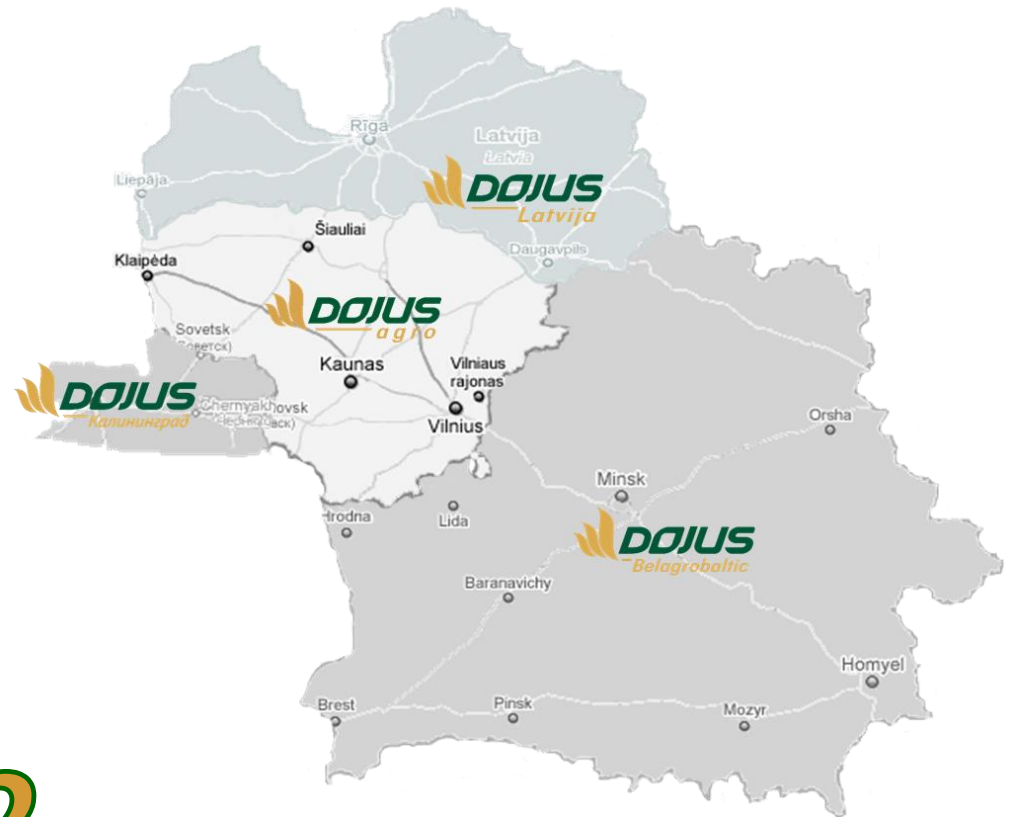 Rīga
Latvija
Latvia
Liepāja
DOJUS
Latvija
Šiauliai
Daugavpils
Klaipėda
DOJUS
agro
Sovetsk
Kaunas
Vilniaus
rajonas
DOJUS
Калининград
Chernyakhovsk
Vilnius
Orsha
Minsk
Hrodna
Lida
DOJUS
Belagrobaltic
Baranavichy
Homyel
Brest
Pinsk
Mozyr